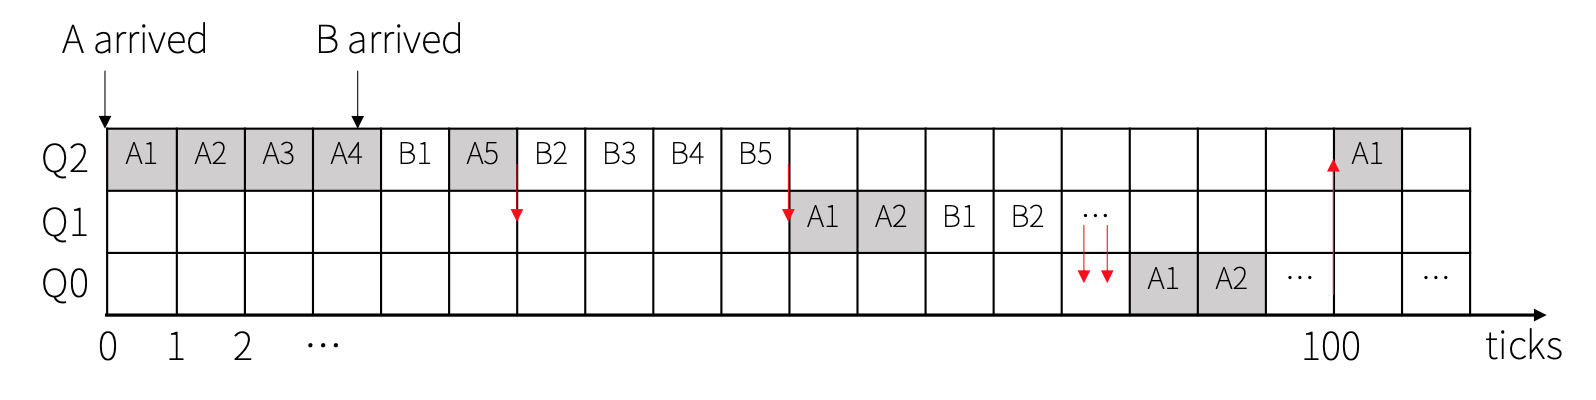 A arrived B arrived
Q2 A1 A2 A3 A4 B1 A5 B2 B3 B4 B5 A1
Q1 A1 A2 B1 B2 ...
Q0 A1 A2 ... ...
0 1 2 ... 100 ticks